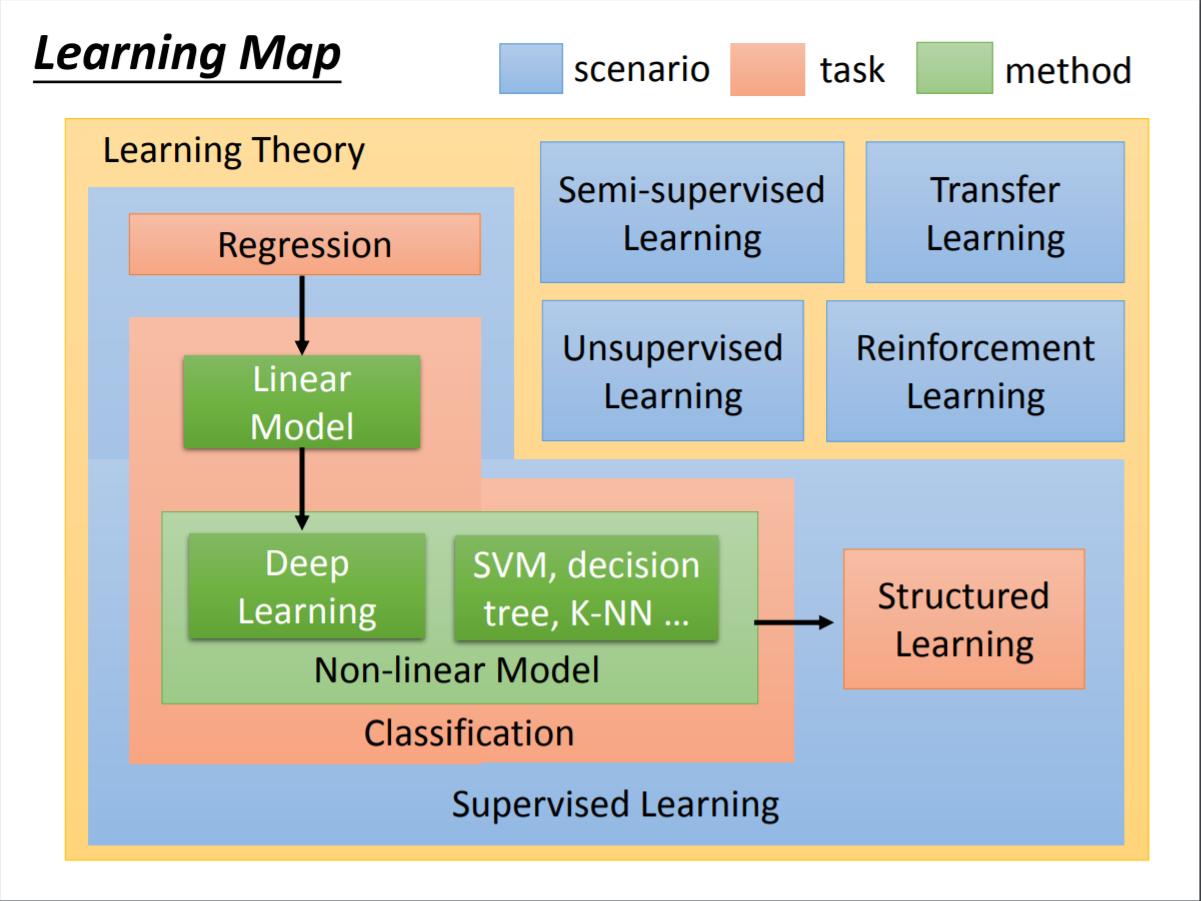 Learning Map
scenario
task
method
Learning Theory
Regression
Linear
Model
Deep
Learning
SVM, decision
tree, K-NN ...
Non-linear Model
Classification
Supervised Learning
Structured
Learning
Semi-supervised
Learning
Transfer
Learning
Unsupervised
Learning
Reinforcement
Learning